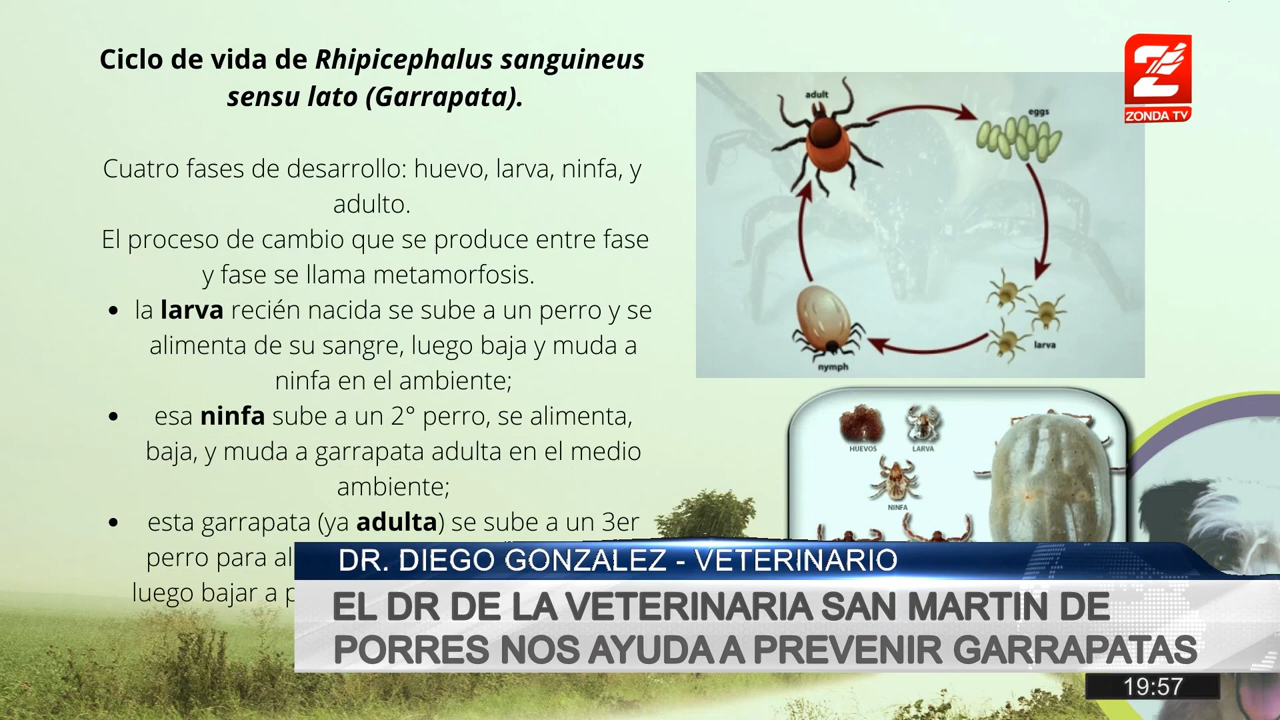 Ciclo de vida de Rhipicephalus sanguineus
sensu lato (Garrapata).
Cuatro fases de desarrollo: huevo, larva, ninfa, y
adulto.
El proceso de cambio que se produce entre fase
y fase se llama metamorfosis.
• la larva recién nacida se sube a un perro y se
alimenta de su sangre, luego baja y muda a
ninfa en el ambiente;
• esa ninfa sube a un 2° perro, se alimenta,
baja, y muda a garrapata adulta en el medio
ambiente;
• esta garrapata (ya adulta) se sube a un 3er
perro para
luego bajar a
adult
eggs
larva
nymph
ZONDA TV
HUEVOS
LARVA
NINFA
DR. DIEGO GONZALEZ - VETERINARIO
EL DR DE LA VETERINARIA SAN MARTIN DE
PORRES NOS AYUDA A PREVENIR GARRAPATAS
19:57